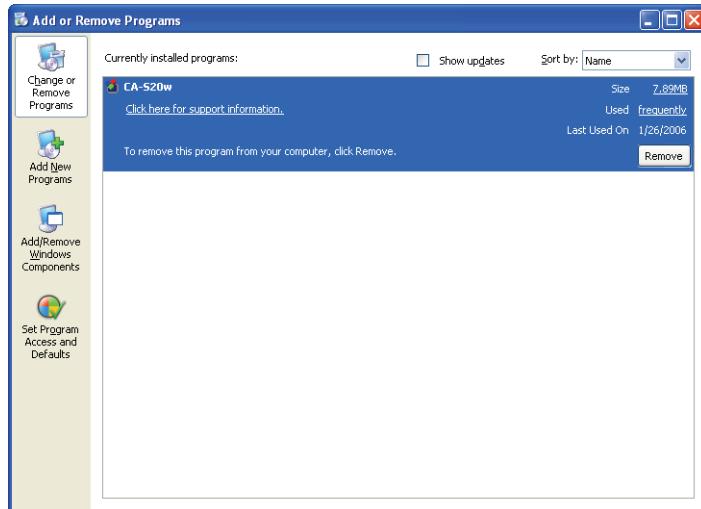 Add or Remove Programs
Change or
Remove
Programs
Add New
Programs
Add/Remove
Windows
Components
Set Program
Access and
Defaults
Currently installed programs:
Show updates
Sort by: Name
CA-S20w
Size 7.89MB
Click here for support information.
Used frequently
Last Used On 1/26/2006
To remove this program from your computer, click Remove.
Remove